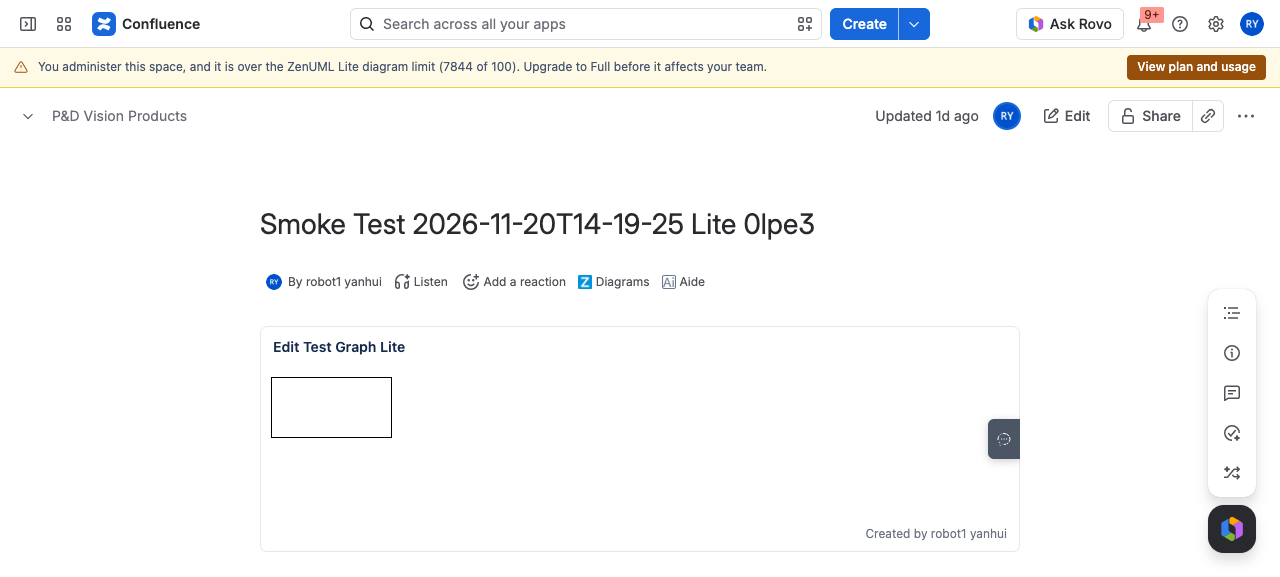 Confluence
Search across all your apps
Create
Ask Rovo
9+
RY
You administer this space, and it is over the ZenUML Lite diagram limit (7844 of 100). Upgrade to Full before it affects your team.
View plan and usage
P&D Vision Products
Updated 1d ago
RY
Edit
Share
Smoke Test 2026-11-20T14-19-25 Lite 0lpe3
RY By robot1 yanhui
Listen
Add a reaction
Z Diagrams
Ai Aide
Edit Test Graph Lite
Created by robot1 yanhui